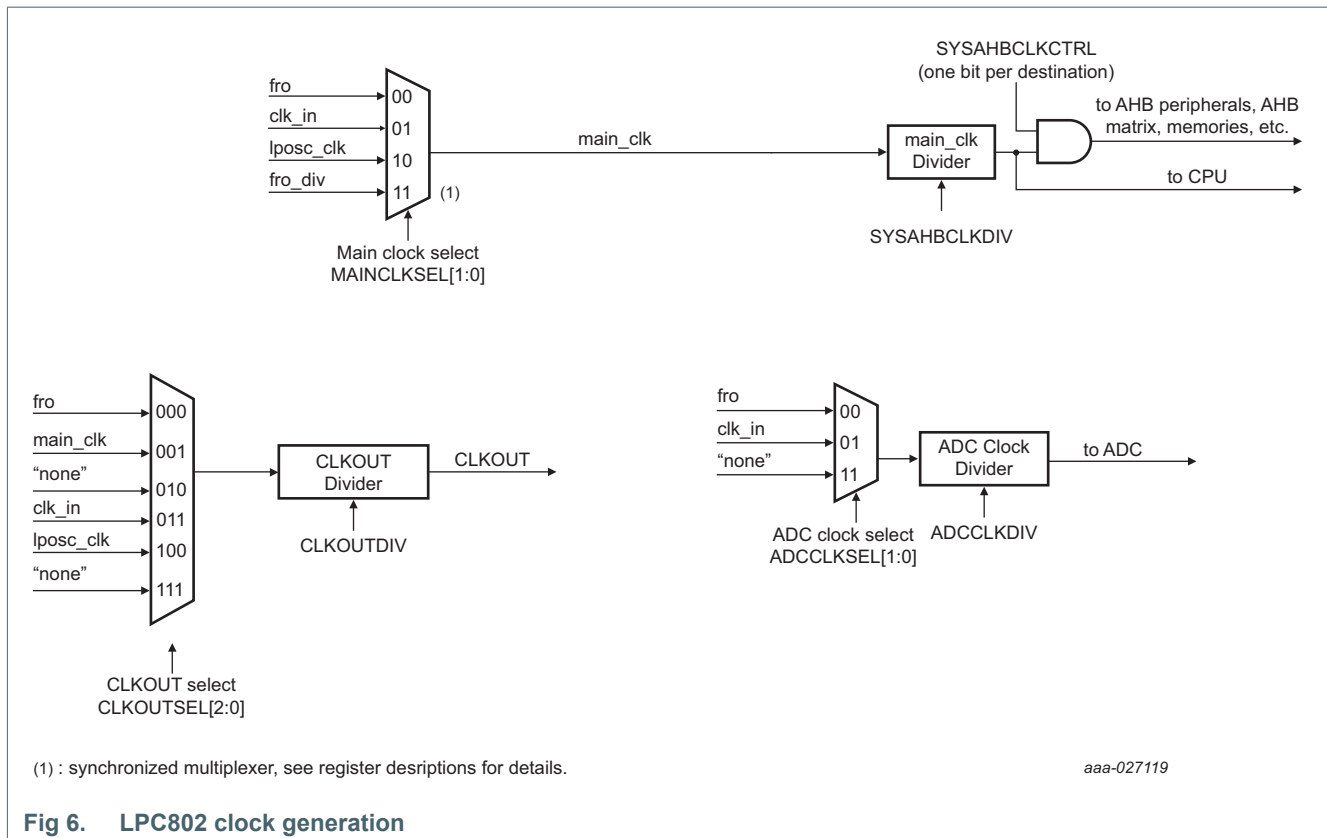 SYSAHBCLKCTRL
(one bit per destination)
fro
clk_in
lposc_clk
fro_div
00
01
10
11
(1)
main_clk
main_clk
Divider
to AHB peripherals, AHB
matrix, memories, etc.
to CPU
Main clock select
MAINCLKSEL[1:0]
SYSAHBCLKDIV
fro
main_clk
“none”
clk_in
lposc_clk
“none”
000
001
010
011
100
111
CLKOUT
Divider
CLKOUT
CLKOUTDIV
CLKOUT select
CLKOUTSEL[2:0]
fro
clk_in
“none”
00
01
11
ADC Clock
Divider
to ADC
ADC clock select
ADCCLKSEL[1:0]
ADCCLKDIV
(1) : synchronized multiplexer, see register desriptions for details.
aaa-027119
Fig 6. LPC802 clock generation